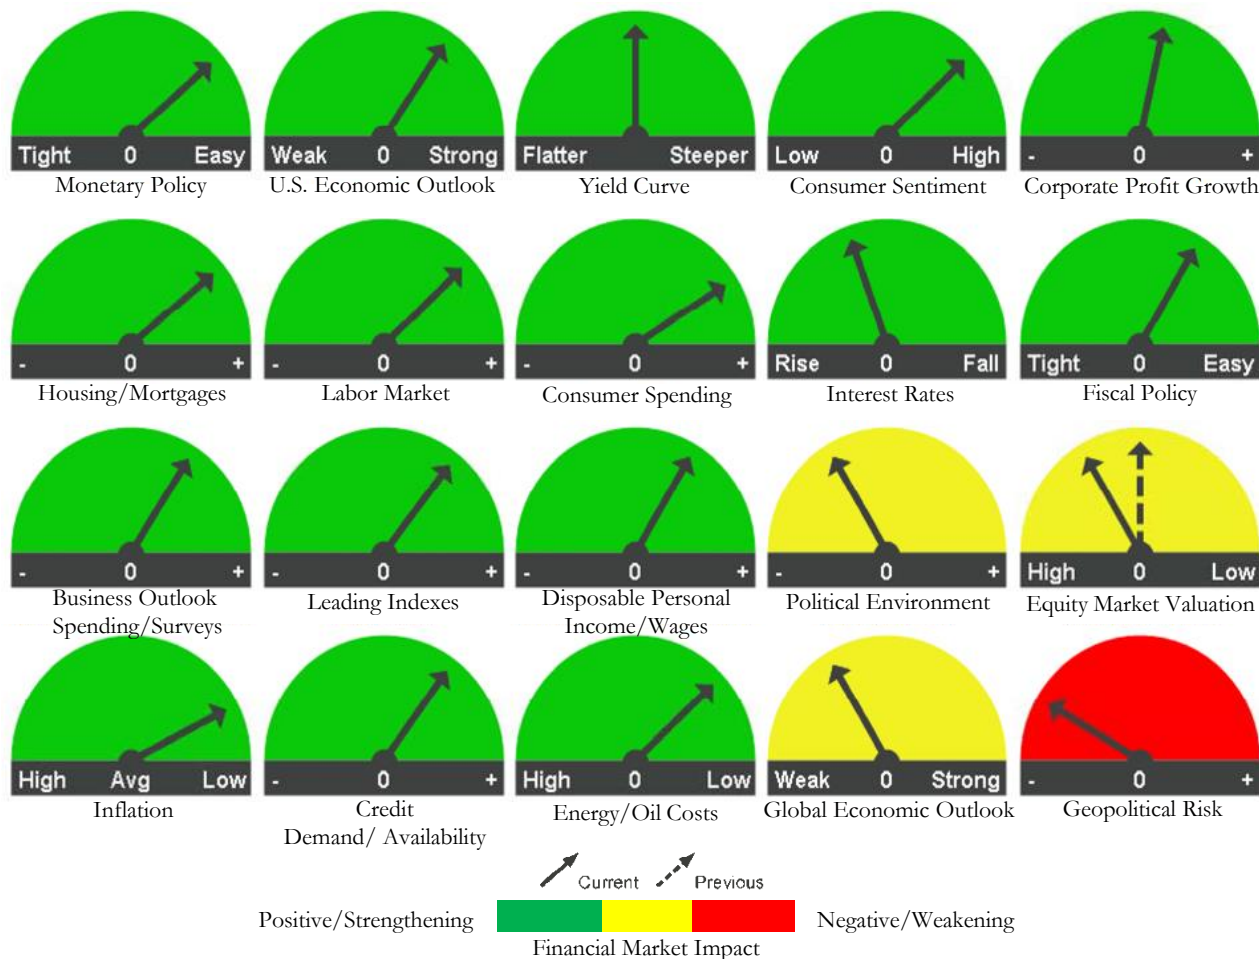 Tight 0 Easy
Monetary Policy
Weak 0 Strong
U.S. Economic Outlook
Flatter Steeper
Yield Curve
Low 0 High
Consumer Sentiment
- 0 +
Corporate Profit Growth
- 0 +
Housing/Mortgages
- 0 +
Labor Market
- 0 +
Consumer Spending
Rise 0 Fall
Interest Rates
Tight 0 Easy
Fiscal Policy
- 0 +
Business Outlook
Spending/Surveys
- 0 +
Leading Indexes
- 0 +
Disposable Personal
Income/Wages
- 0 +
Political Environment
High 0 Low
Equity Market Valuation
High Avg Low
Inflation
- 0 +
Credit
Demand/ Availability
High 0 Low
Energy/Oil Costs
Weak 0 Strong
Global Economic Outlook
- 0 +
Geopolitical Risk
Current Previous
Positive/Strengthening Negative/Weakening
Financial Market Impact